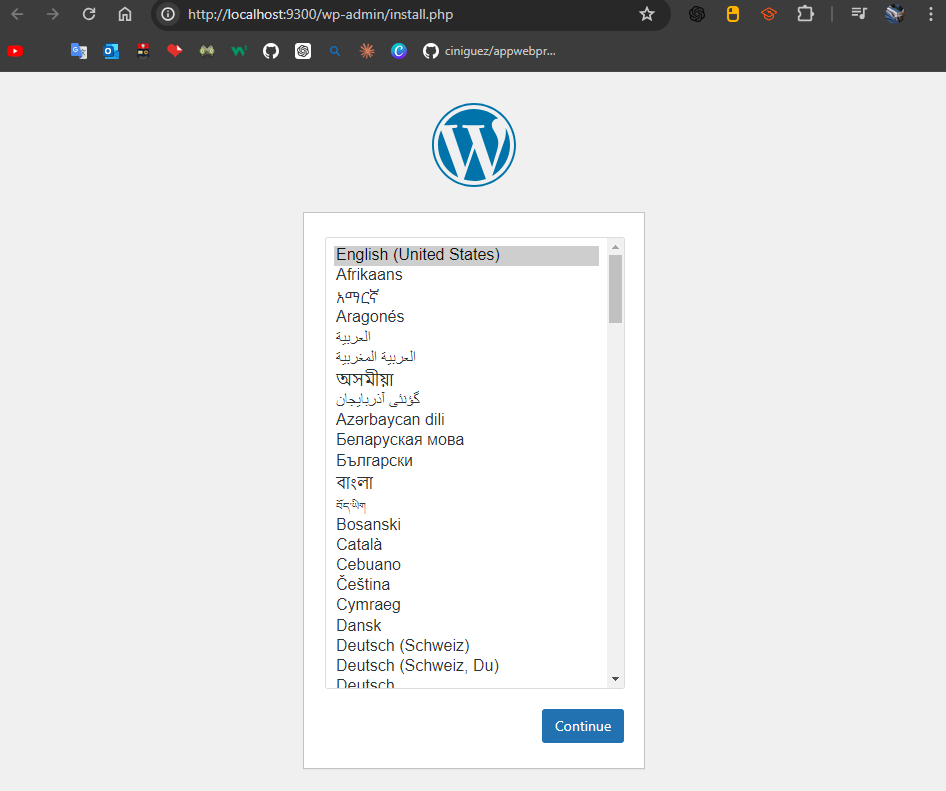 http://localhost:9300/wp-admin/install.php
ciniguez/appwebpr...
English (United States)
Afrikaans
አማርኛ
Aragonés
العربية
العربية المغربية
অসমীয়া
گؤنئی آذربایجان
Azərbaycan dili
Беларуская мова
Български
বাংলা
བོད་ཡིག
Bosanski
Català
Cebuano
Čeština
Cymraeg
Dansk
Deutsch (Schweiz)
Deutsch (Schweiz, Du)
Deutsch
Continue